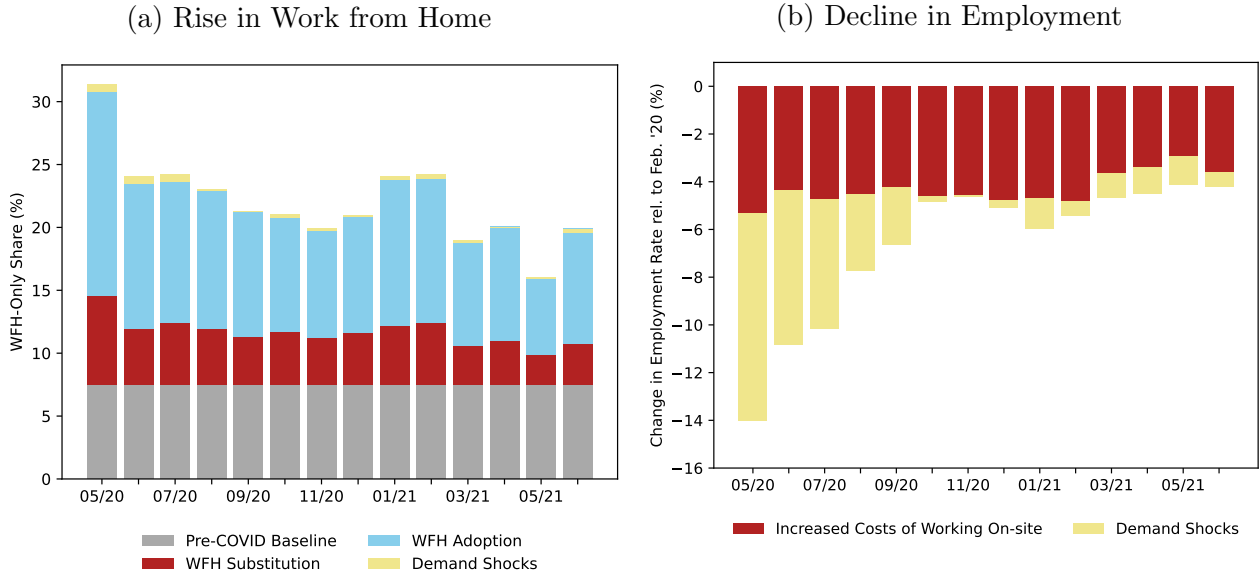 (a) Rise in Work from Home
WFH-Only Share (%)
30
25
20
15
10
5
0
05/20 07/20 09/20 11/20 01/21 03/21 05/21
Pre-COVID Baseline WFH Adoption
WFH Substitution Demand Shocks
(b) Decline in Employment
Change in Employment Rate rel. to Feb. '20 (%)
0
−2
−4
−6
−8
−10
−12
−14
−16
05/20 07/20 09/20 11/20 01/21 03/21 05/21
Increased Costs of Working On-site Demand Shocks